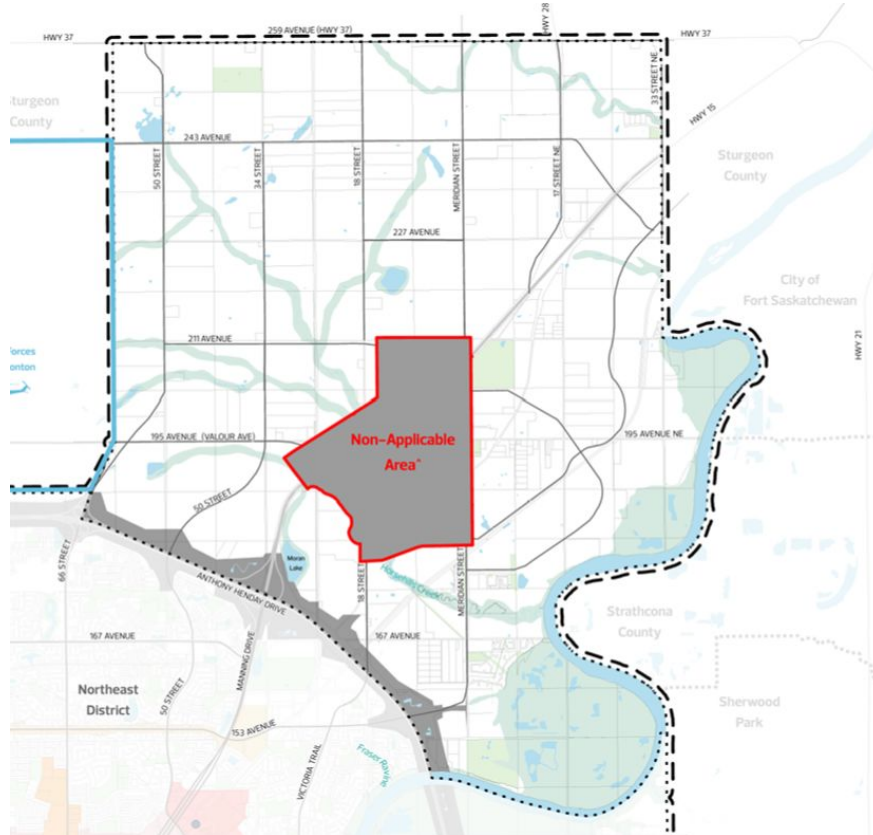 HWY 28
HWY 37
259 AVENUE (HWY 37)
HWY 37
33 STREET NE
HWY 15
Sturgeon
County
243 AVENUE
50 STREET
34 STREET
18 STREET
MERIDIAN STREET
17 STREET NE
Sturgeon
County
227 AVENUE
City of
Fort Saskatchewan
HWY 21
211 AVENUE
195 AVENUE (VALOUR AVE)
Non-Applicable
Area^
195 AVENUE NE
50 STREET
66 STREET
Moran
Lake
ANTHONY HENDAY DRIVE
18 STREET
Horsehills Creek
MERIDIAN STREET
Strathcona
County
167 AVENUE
MANNING DRIVE
167 AVENUE
Northeast
District
50 STREET
Sherwood
Park
153 AVENUE
VICTORIA TRAIL
Fraser
Ravine